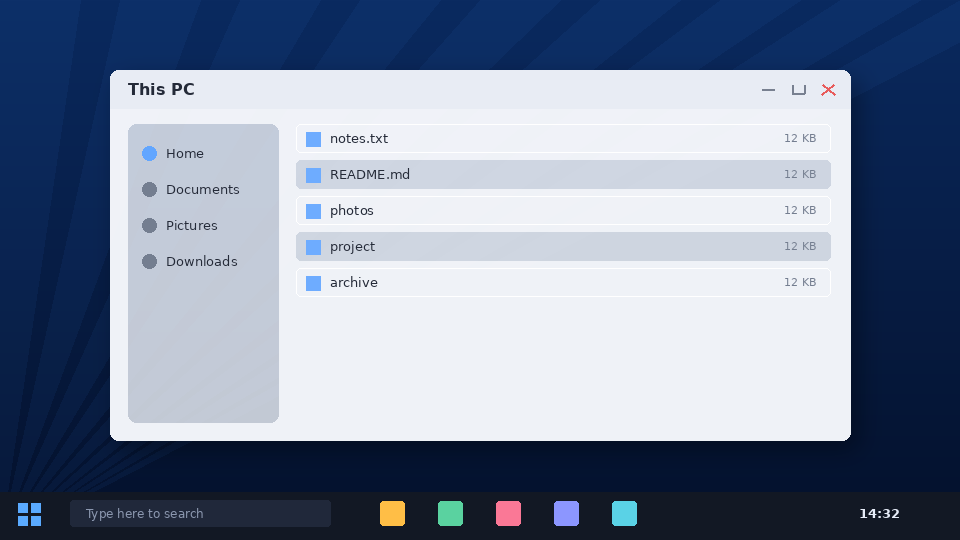 This PC
Home
Documents
Pictures
Downloads
notes.txt 12 KB
README.md 12 KB
photos 12 KB
project 12 KB
archive 12 KB
Type here to search
14:32